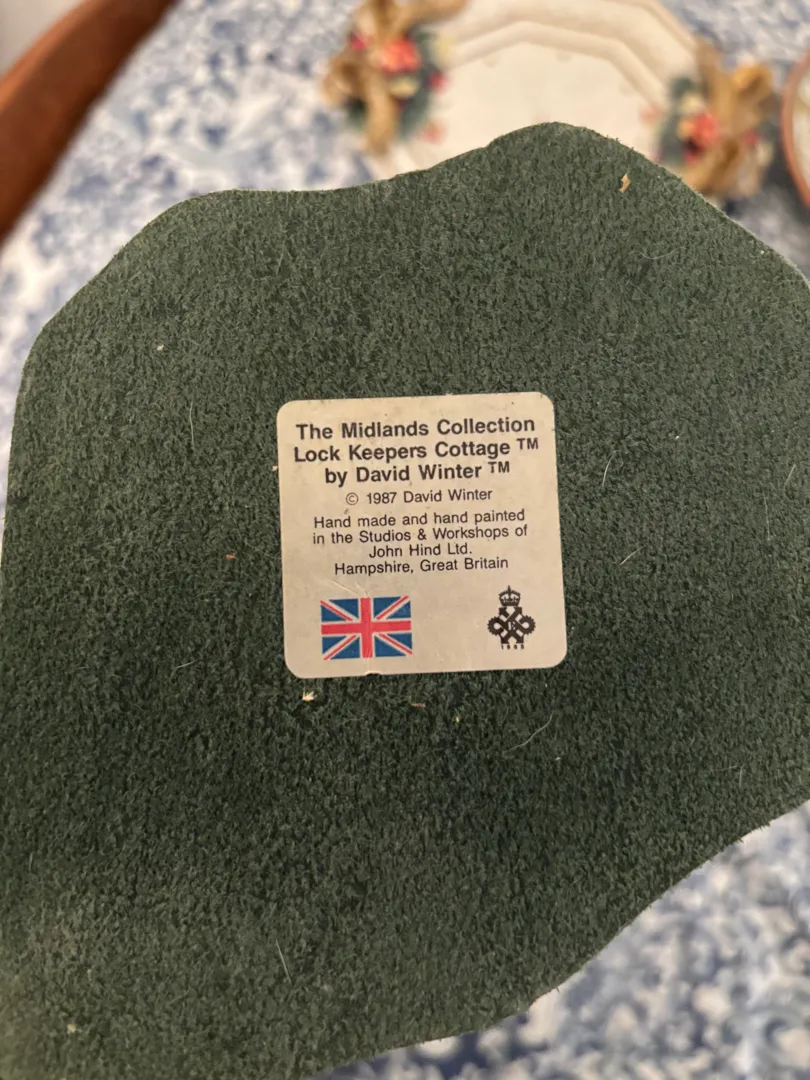 The Midlands Collection
Lock Keepers Cottage ™
by David Winter ™
© 1987 David Winter
Hand made and hand painted
in the Studios & Workshops of
John Hind Ltd.
Hampshire, Great Britain